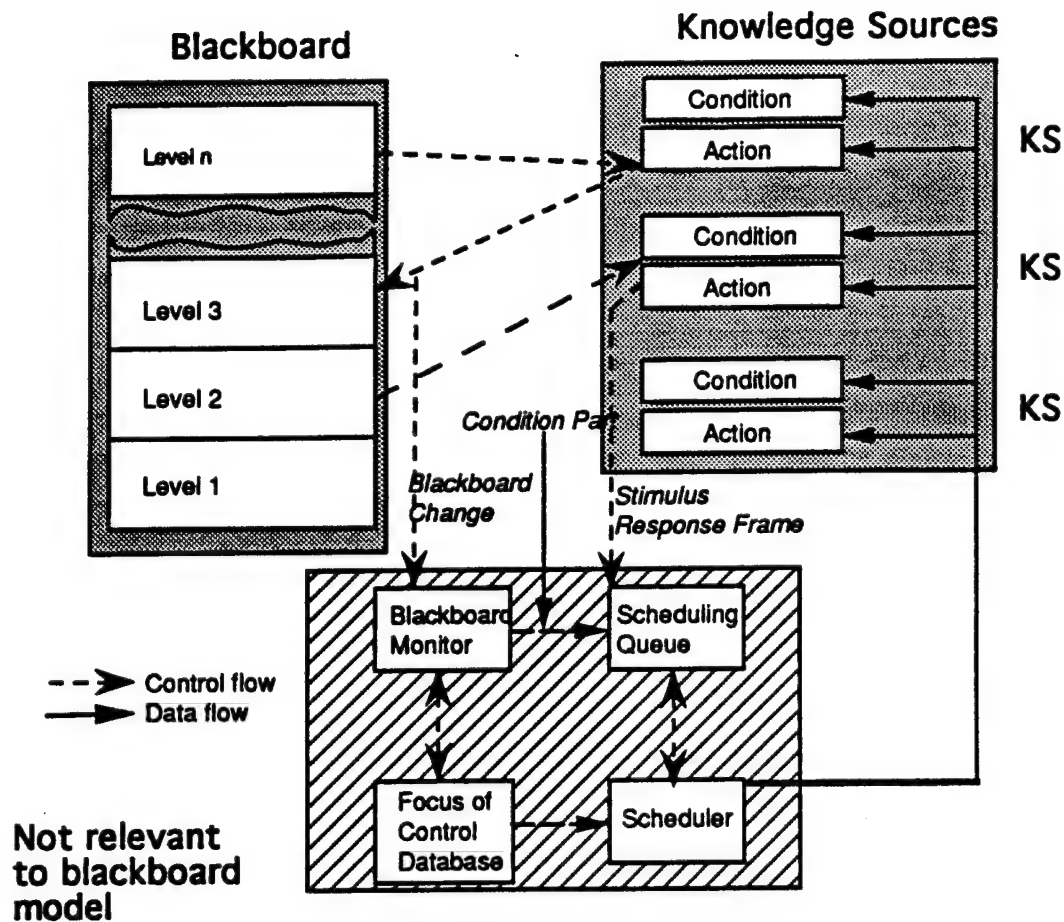 Blackboard
Knowledge Sources
Level n
Level 3
Level 2
Level 1
Condition
Action
KS
Condition
Action
KS
Condition
Action
KS
Condition Par
Blackboard
Change
Stimulus
Response Frame
Blackboard
Monitor
Scheduling
Queue
Control flow
Data flow
Focus of
Control
Database
Scheduler
Not relevant
to blackboard
model